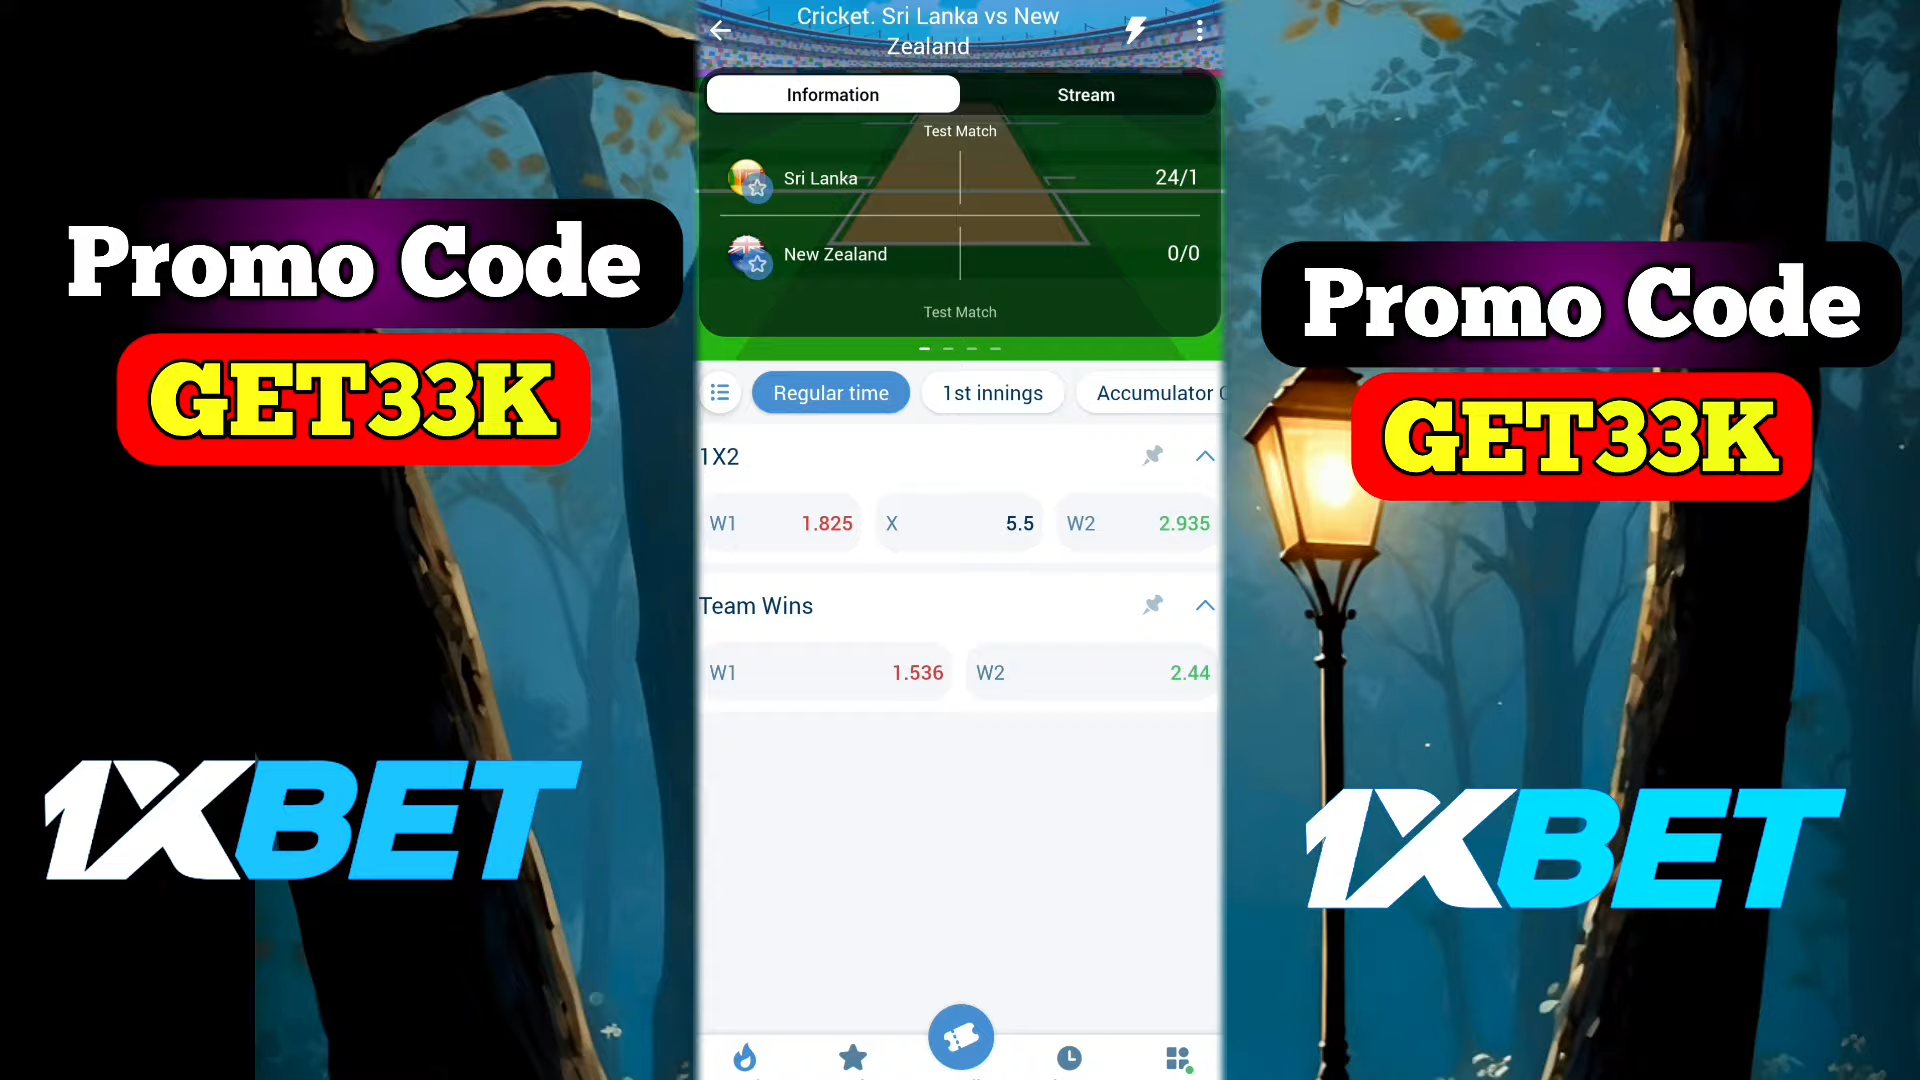 Cricket. Sri Lanka vs New
Zealand
Information
Stream
Test Match
Sri Lanka
24/1
New Zealand
0/0
Test Match
Regular time
1st innings
Accumulator
1X2
W1 1.825
X 5.5
W2 2.935
Team Wins
W1 1.536
W2 2.44
Promo Code
GET33K
1XBET
Promo Code
GET33K
1XBET